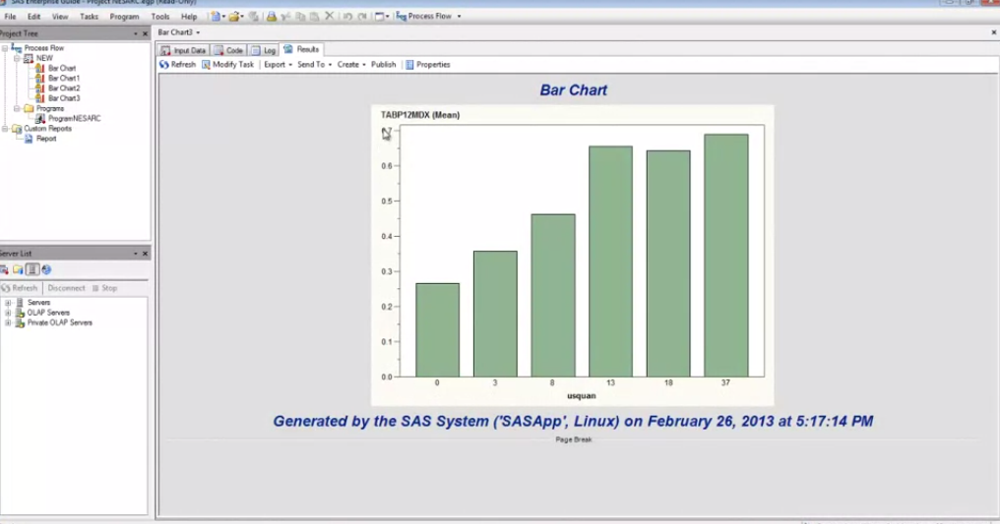 SAS Enterprise Guide - Project NESARC.egp (Read-Only)
File Edit View Tasks Program Tools Help Process Flow
Project Tree
Process Flow
NEW
Bar Chart
Bar Chart1
Bar Chart2
Bar Chart3
Programs
ProgramNESARC
Custom Reports
Report
Server List
Refresh Disconnect Stop
Servers
OLAP Servers
Private OLAP Servers
Bar Chart3
Input Data Code Log Results
Refresh Modify Task Export Send To Create Publish Properties
Bar Chart
TABP12MDX (Mean)
0.7
0.6
0.5
0.4
0.3
0.2
0.1
0.0
0 3 8 13 18 37
usquan
Generated by the SAS System ('SASApp', Linux) on February 26, 2013 at 5:17:14 PM
Page Break